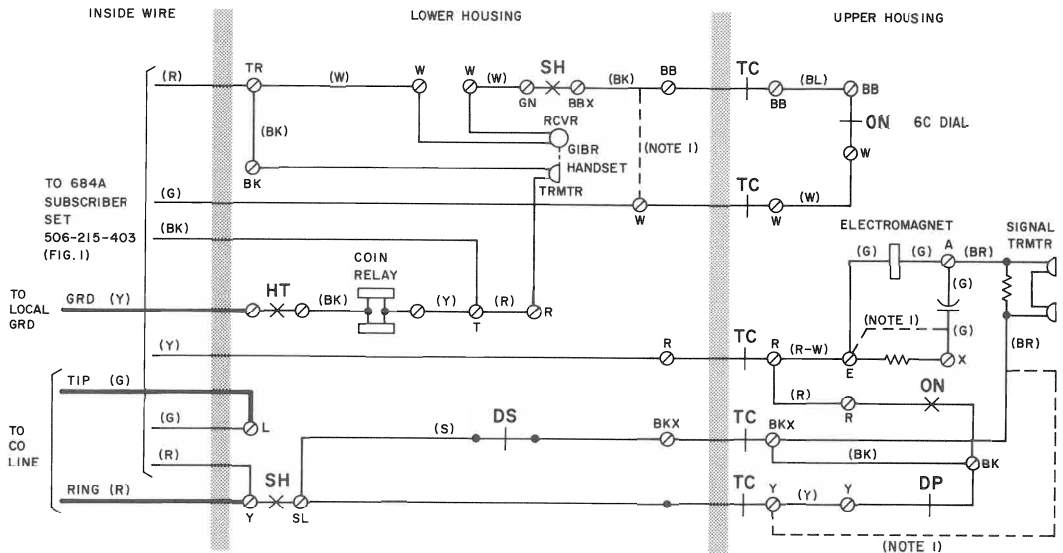 INSIDE WIRE LOWER HOUSING UPPER HOUSING
(R) TR (W) W W (W) SH (BK) BB TC (BL)
GN BBX BB BB
ON 6C DIAL
(BK) RCVR
GIBR (NOTE 1)
HANDSET W
BK TRMTR
TO 684A
SUBSCRIBER
SET
506-215-403
(FIG. 1)
(G) TC (W)
W W
(BK) ELECTROMAGNET SIGNAL
TRMTR
(G) (G) A (BR)
COIN
RELAY
TO
LOCAL
GRD
GRD (Y) HT (BK) (Y) (R) R
T
(G)
(NOTE 1) (G)
(Y) R TC R (R-W) (BR)
E X
TIP (G) (R) ON
R
TO
CO
LINE
(G) L (S) DS BKX TC BKX
(R) (BK) BK
RING (R) SH TC Y (Y) Y DP
Y SL
(NOTE 1)